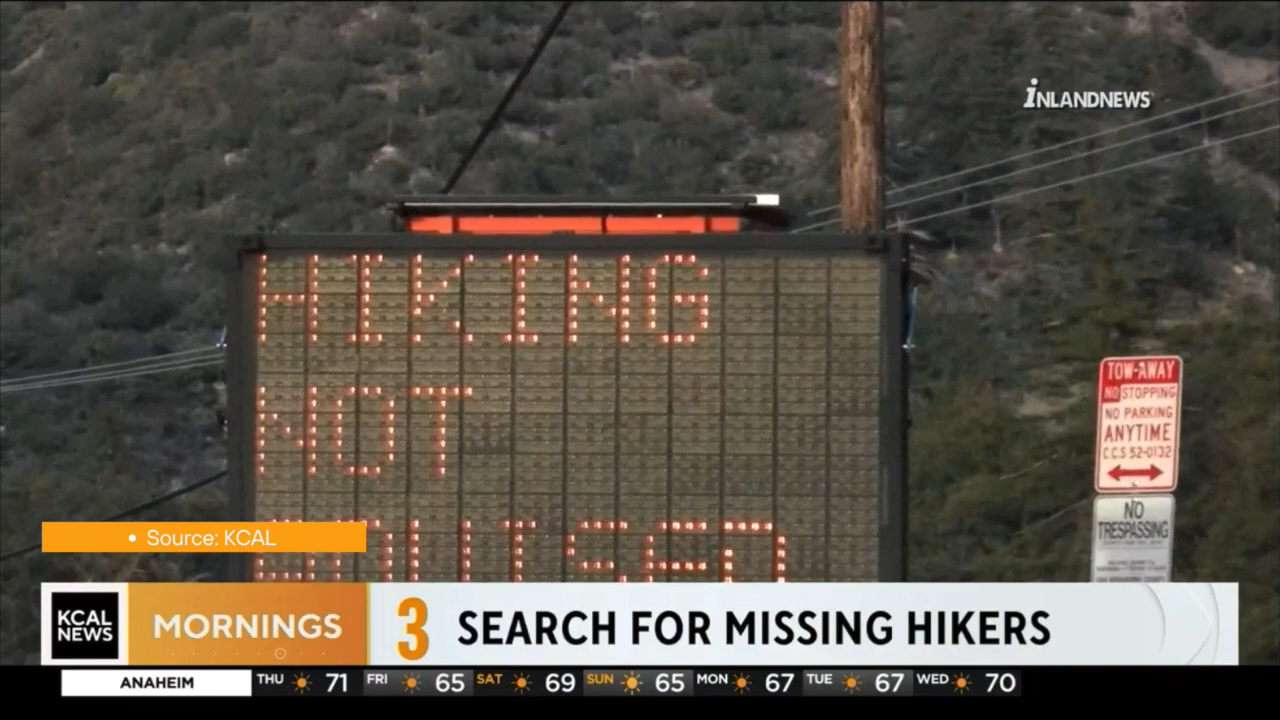 iNLANDNEWS
HIKING
NOT
ADVISED
TOW-AWAY
NO STOPPING
NO PARKING
ANYTIME
C.C.S 52-0132
NO
TRESPASSING
• Source: KCAL
KCAL
NEWS
MORNINGS
3 SEARCH FOR MISSING HIKERS
ANAHEIM THU 71 FRI 65 SAT 69 SUN 65 MON 67 TUE 67 WED 70